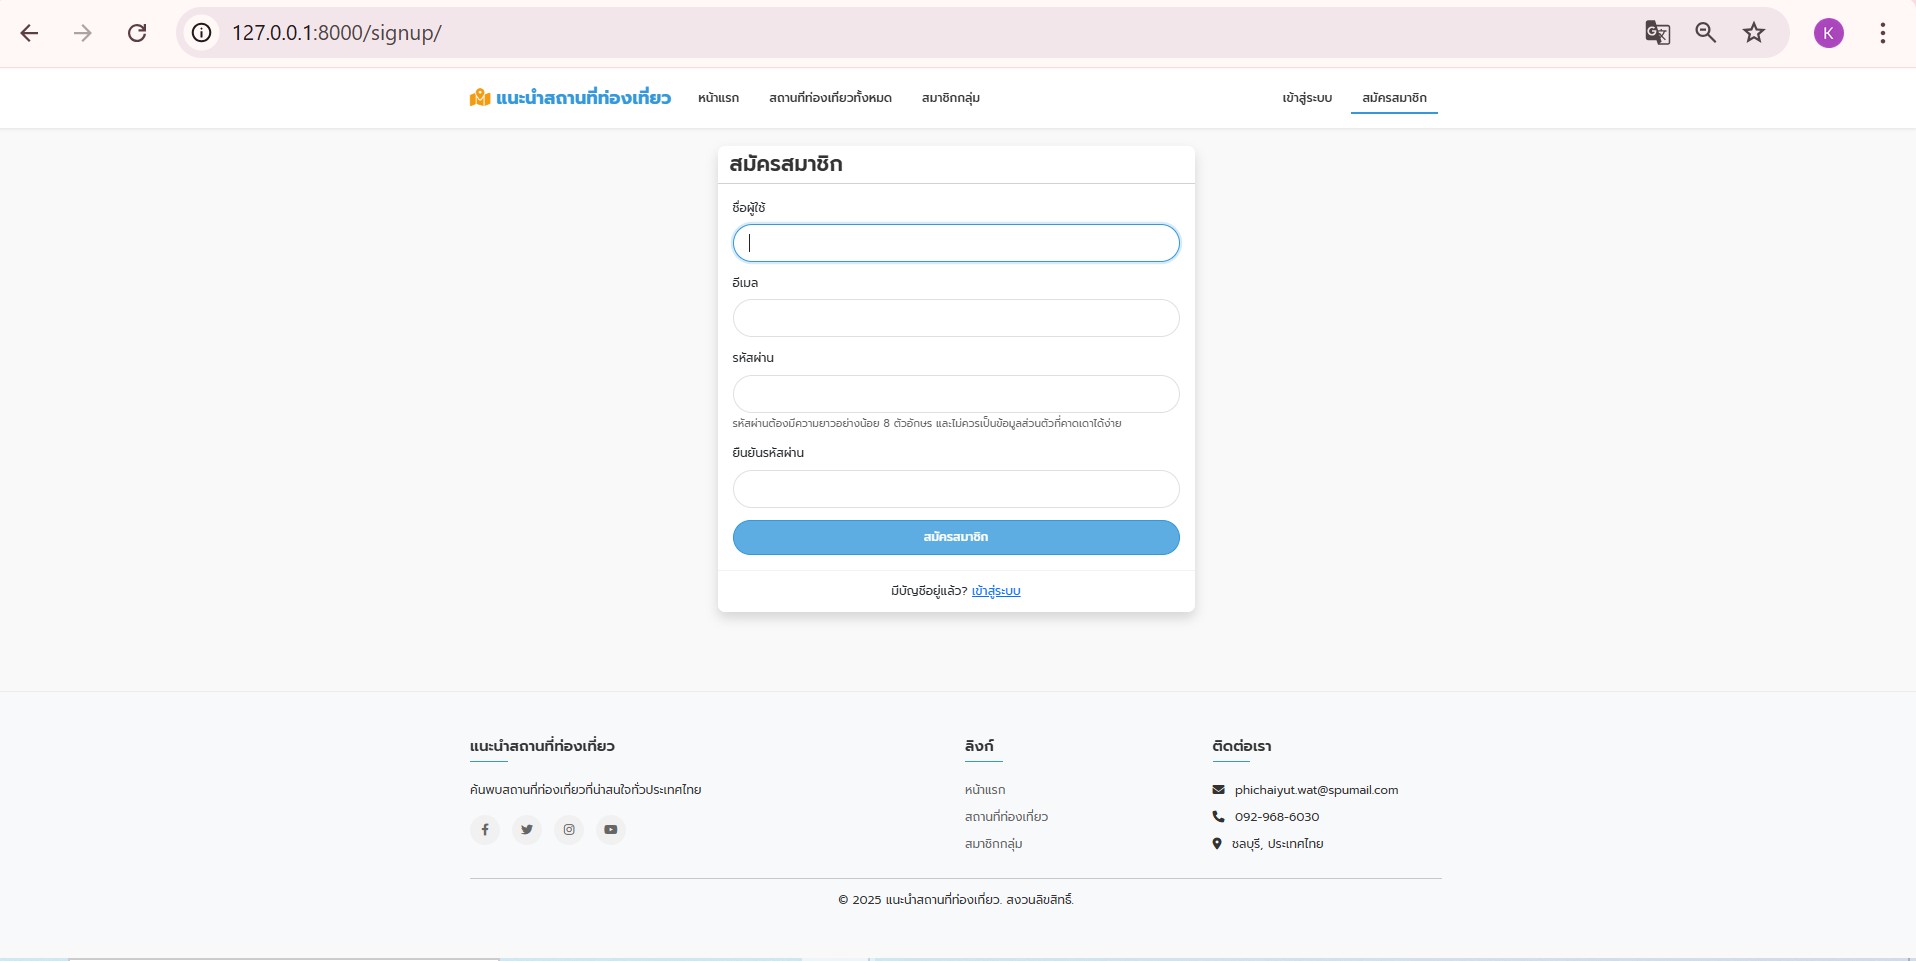 127.0.0.1:8000/signup/
K
แนะนำสถานที่ท่องเที่ยว
หน้าแรก
สถานที่ท่องเที่ยวทั้งหมด
สมาชิกกลุ่ม
เข้าสู่ระบบ
สมัครสมาชิก
สมัครสมาชิก
ชื่อผู้ใช้
อีเมล
รหัสผ่าน
รหัสผ่านต้องมีความยาวอย่างน้อย 8 ตัวอักษร และไม่ควรเป็นข้อมูลส่วนตัวที่คาดเดาได้ง่าย
ยืนยันรหัสผ่าน
สมัครสมาชิก
มีบัญชีอยู่แล้ว? เข้าสู่ระบบ
แนะนำสถานที่ท่องเที่ยว
ค้นพบสถานที่ท่องเที่ยวที่น่าสนใจทั่วประเทศไทย
ลิงก์
หน้าแรก
สถานที่ท่องเที่ยว
สมาชิกกลุ่ม
ติดต่อเรา
phichaiyut.wat@spumail.com
092-968-6030
ชลบุรี, ประเทศไทย
© 2025 แนะนำสถานที่ท่องเที่ยว. สงวนลิขสิทธิ์.